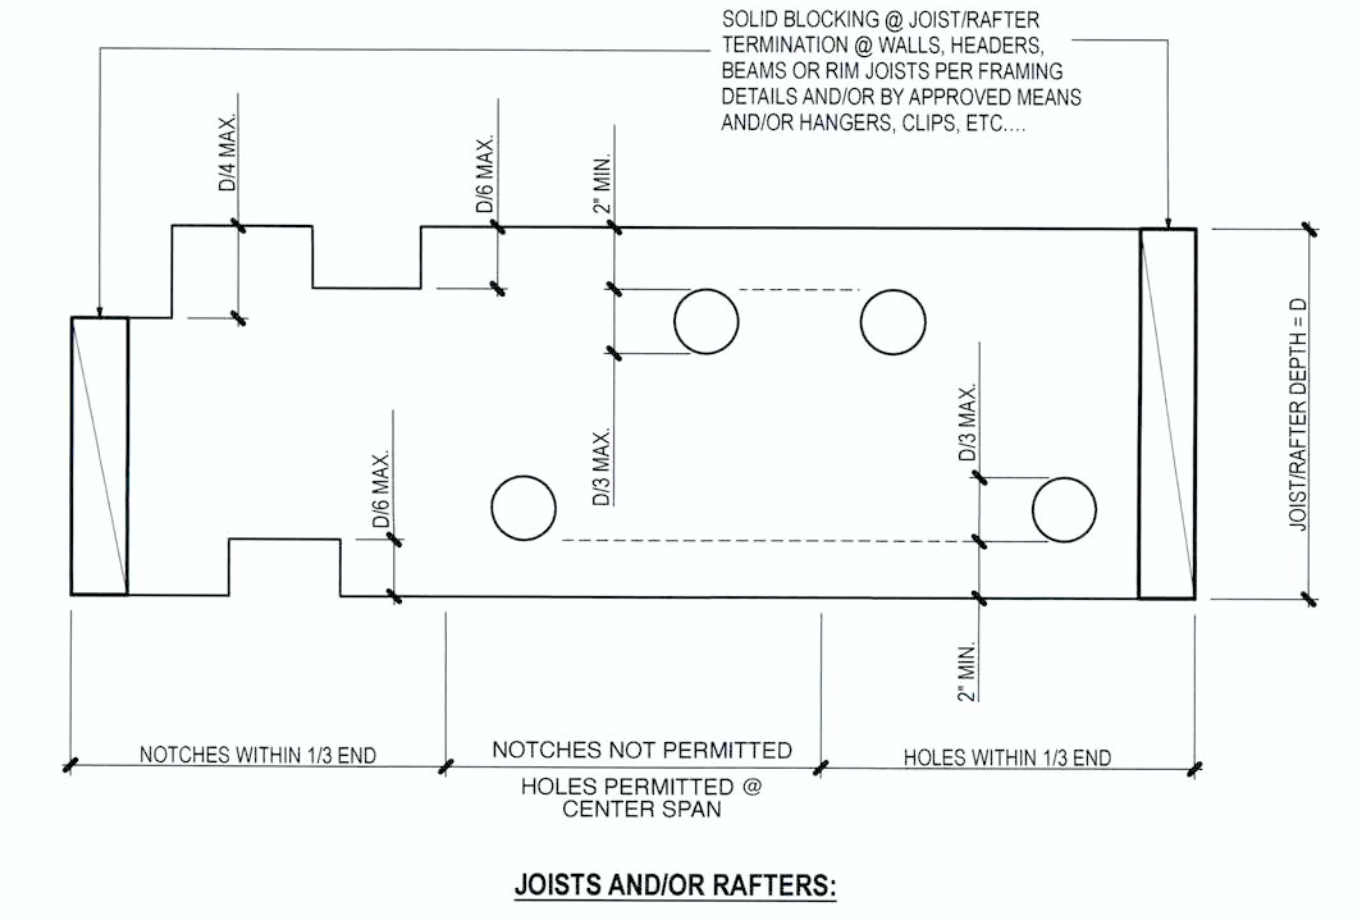 SOLID BLOCKING @ JOIST/RAFTER
TERMINATION @ WALLS, HEADERS,
BEAMS OR RIM JOISTS PER FRAMING
DETAILS AND/OR BY APPROVED MEANS
AND/OR HANGERS, CLIPS, ETC....
D/4 MAX.
D/6 MAX.
2" MIN.
D/3 MAX.
D/6 MAX.
D/3 MAX.
2" MIN.
JOIST/RAFTER DEPTH = D
NOTCHES WITHIN 1/3 END
NOTCHES NOT PERMITTED
HOLES PERMITTED @
CENTER SPAN
HOLES WITHIN 1/3 END
JOISTS AND/OR RAFTERS: